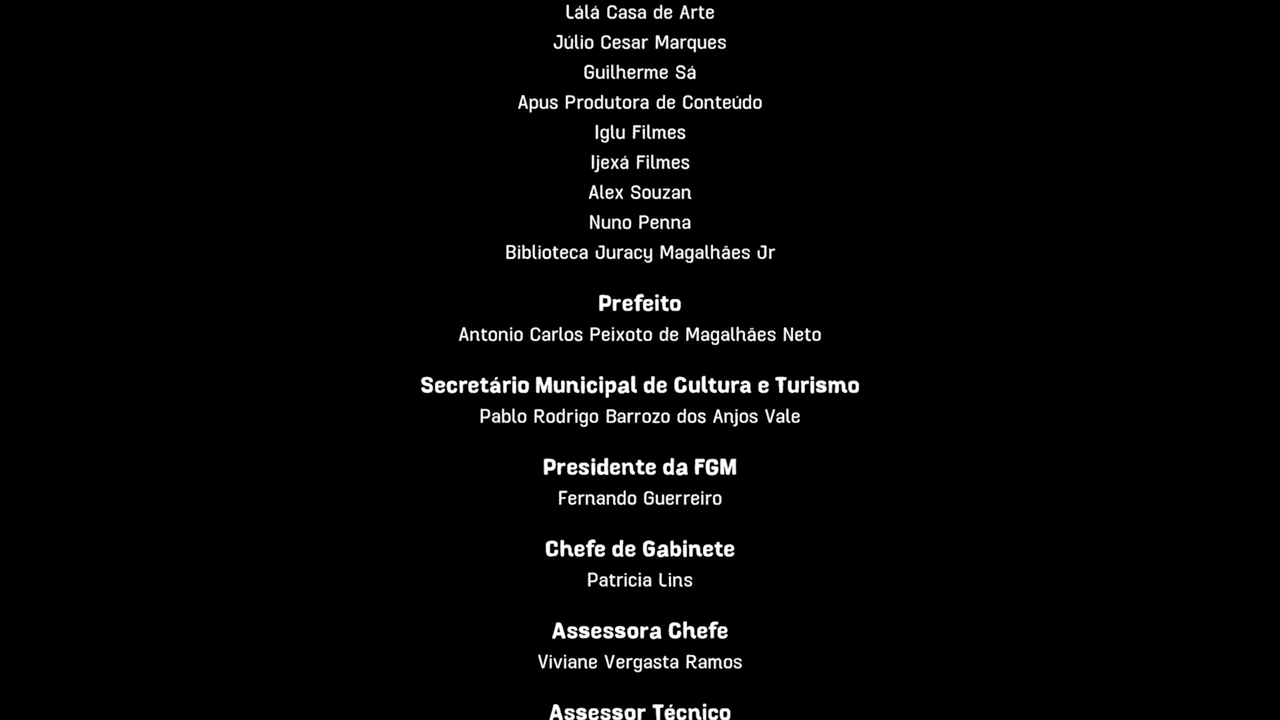 Lálá Casa de Arte
Júlio Cesar Marques
Guilherme Sá
Apus Produtora de Conteúdo
Iglu Filmes
Ijexá Filmes
Alex Souzan
Nuno Penna
Biblioteca Juracy Magalhães Jr
Prefeito
Antonio Carlos Peixoto de Magalhães Neto
Secretário Municipal de Cultura e Turismo
Pablo Rodrigo Barrozo dos Anjos Vale
Presidente da FGM
Fernando Guerreiro
Chefe de Gabinete
Patricia Lins
Assessora Chefe
Viviane Vergasta Ramos
Assessor Técnico